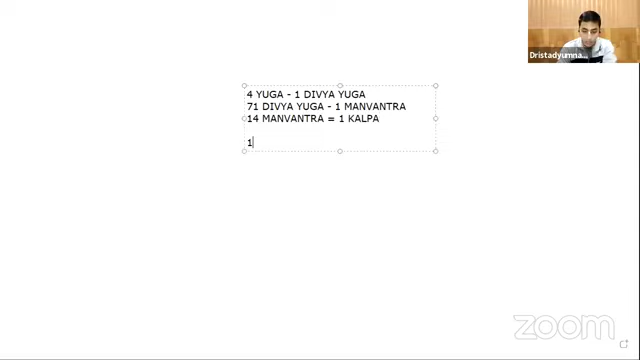 Dristadyumna...
4 YUGA - 1 DIVYA YUGA
71 DIVYA YUGA - 1 MANVANTRA
14 MANVANTRA = 1 KALPA
1
zoom